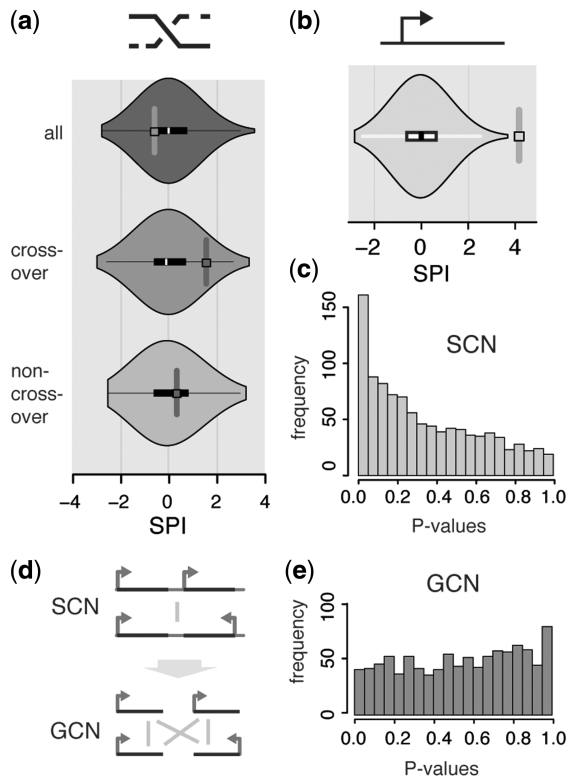 (a)
all
cross-
over
non-
cross-
over
−4 −2 0 2 4
SPI
(b)
−2 0 2 4
SPI
(c)
SCN
frequency
0 50 100 150
0.0 0.2 0.4 0.6 0.8 1.0
P-values
(d)
SCN
GCN
(e)
GCN
frequency
0 50 100
0.0 0.2 0.4 0.6 0.8 1.0
P-values